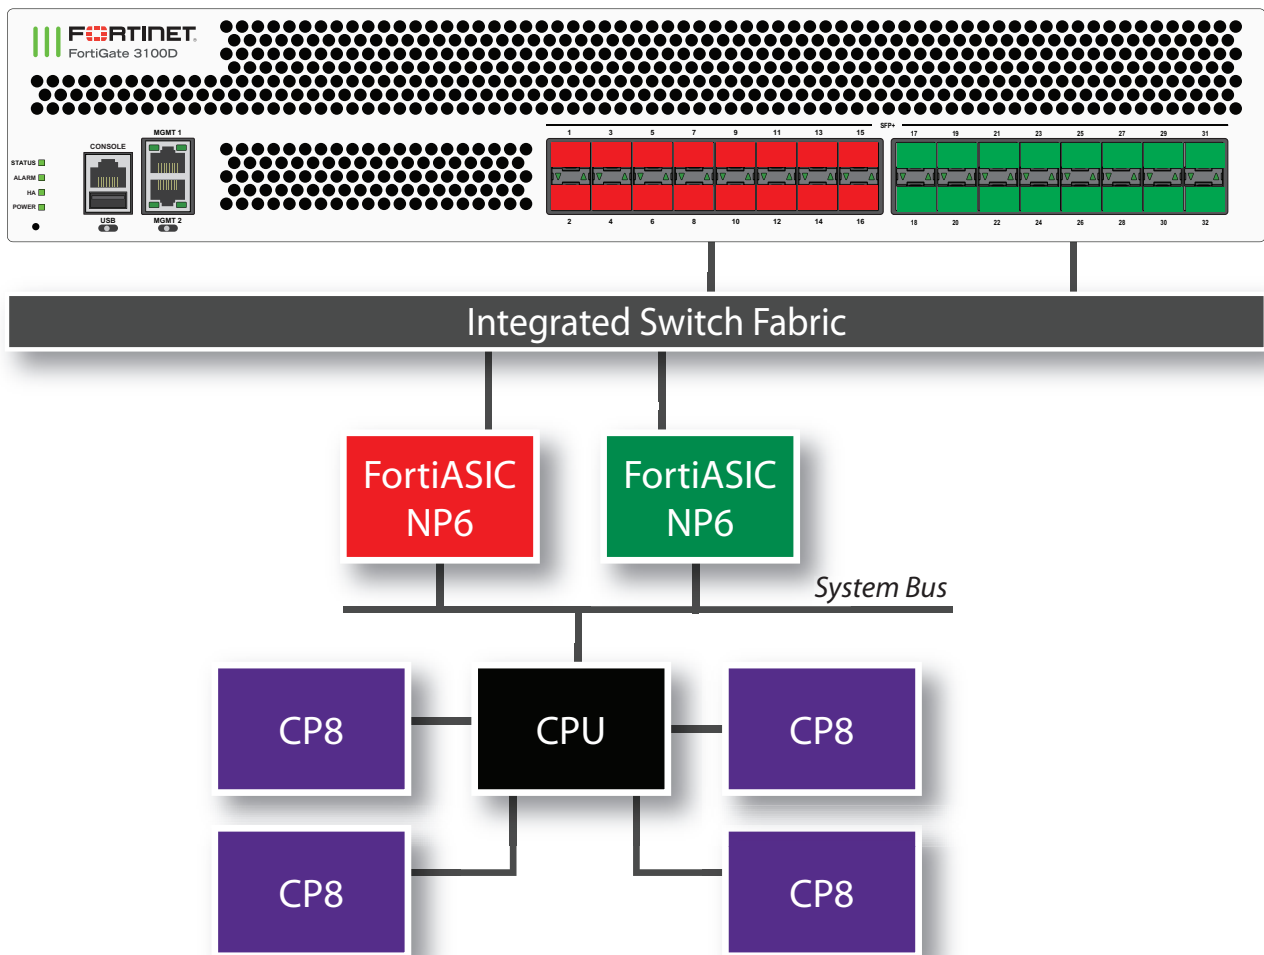 FORTINET
FortiGate 3100D
STATUS
ALARM
HA
POWER
CONSOLE
USB
MGMT 1
MGMT 2
SFP+
1 3 5 7 9 11 13 15
2 4 6 8 10 12 14 16
17 19 21 23 25 27 29 31
18 20 22 24 26 28 30 32
Integrated Switch Fabric
FortiASIC
NP6
FortiASIC
NP6
System Bus
CP8
CPU
CP8
CP8
CP8